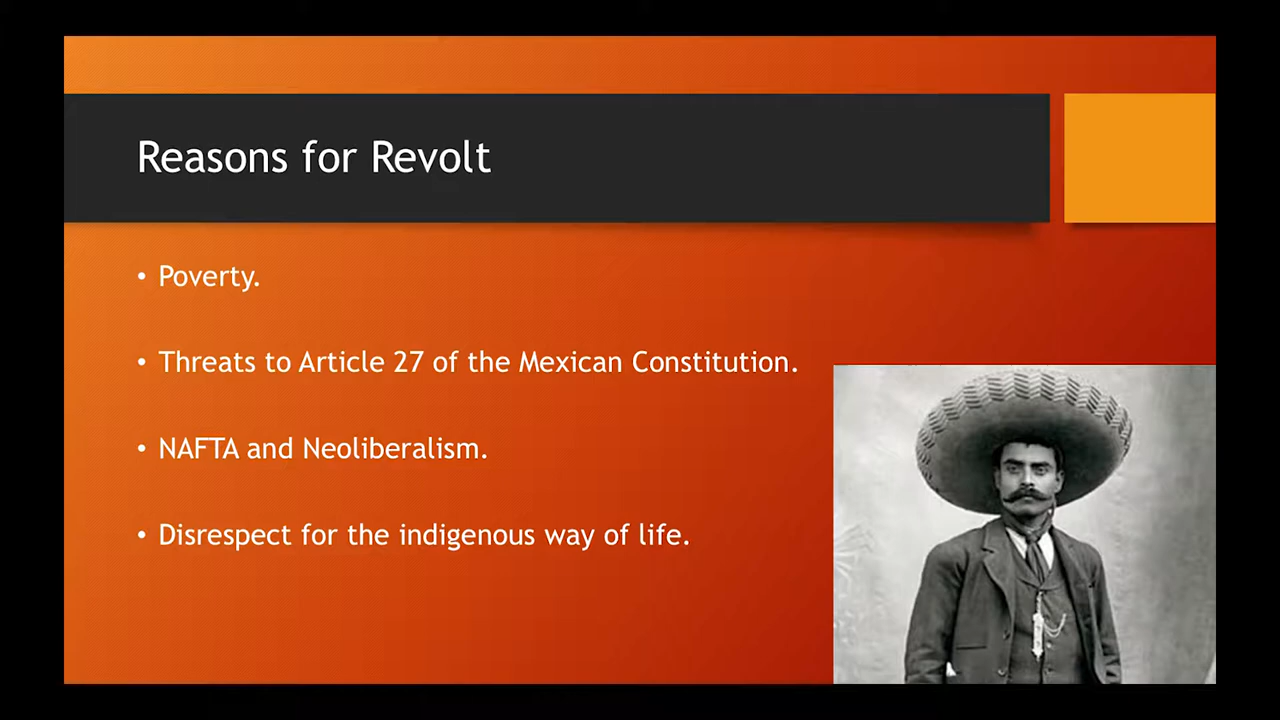 Reasons for Revolt
• Poverty.
• Threats to Article 27 of the Mexican Constitution.
• NAFTA and Neoliberalism.
• Disrespect for the indigenous way of life.